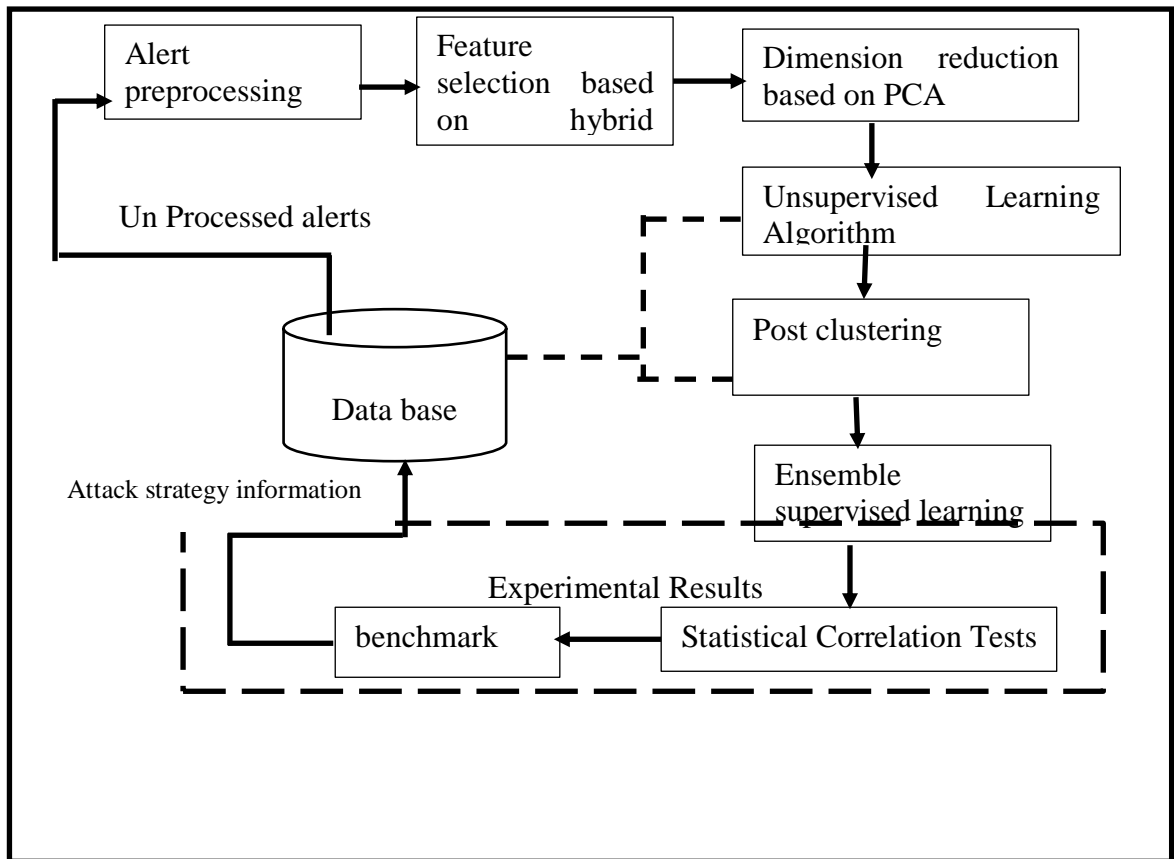 Alert
preprocessing
Feature
selection based
on hybrid
Dimension reduction
based on PCA
Unsupervised Learning
Algorithm
Un Processed alerts
Post clustering
Data base
Ensemble
supervised learning
Attack strategy information
Experimental Results
benchmark
Statistical Correlation Tests